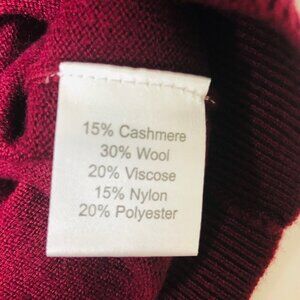 15% Cashmere
30% Wool
20% Viscose
15% Nylon
20% Polyester